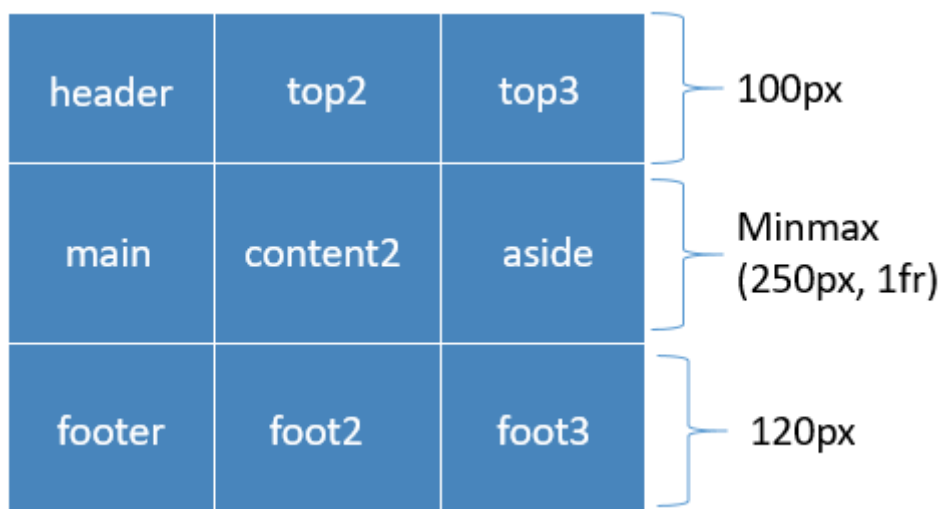 header top2 top3 100px
main content2 aside Minmax
(250px, 1fr)
footer foot2 foot3 120px